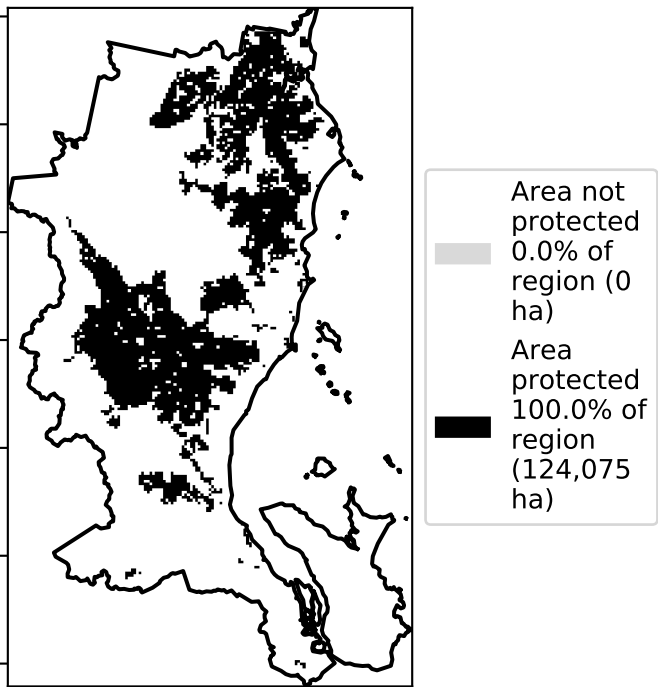 Area not
protected
0.0% of
region (0
ha)
Area
protected
100.0% of
region
(124,075
ha)